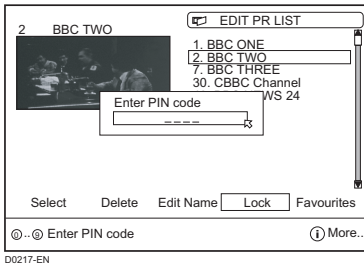 2 BBC TWO
EDIT PR LIST
1. BBC ONE
2. BBC TWO
7. BBC THREE
30. CBBC Channel
WS 24
Enter PIN code
_ _ _ _
Select Delete Edit Name Lock Favourites
0..9 Enter PIN code
i More..
D0217-EN